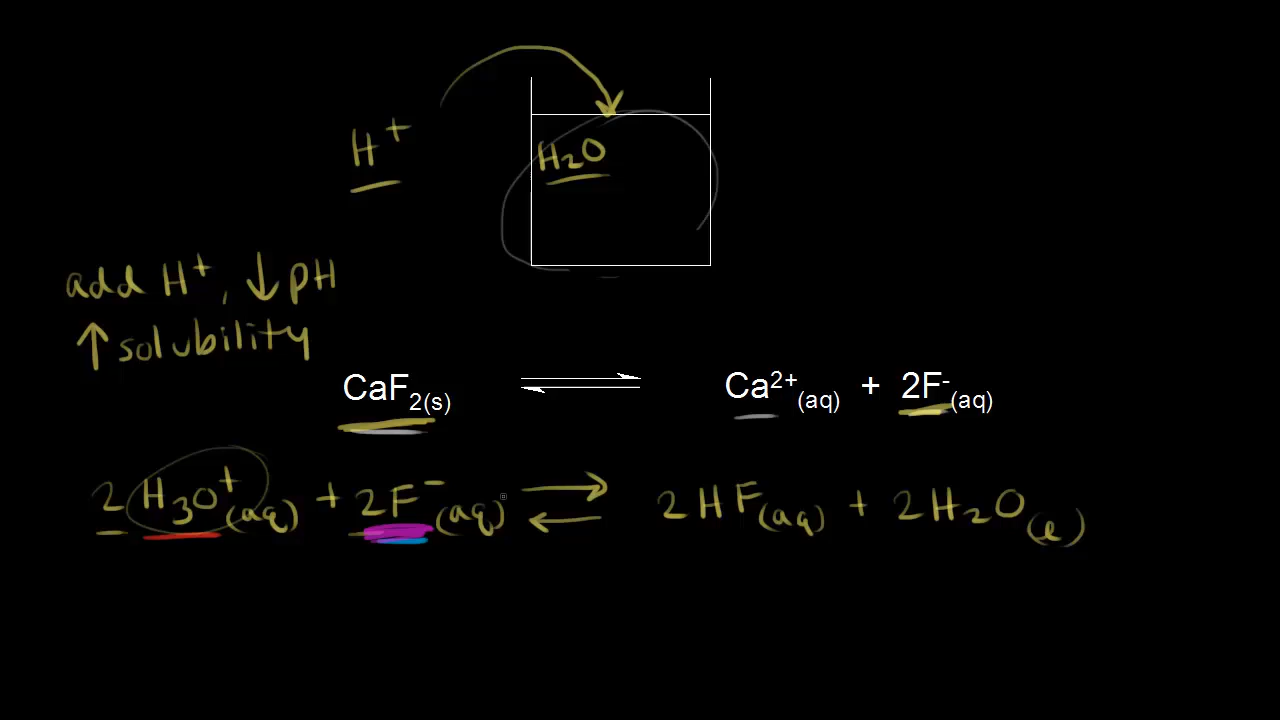 H⁺
H₂O
add H⁺, ↓ pH
↑ solubility
CaF₂(s) ⇌ Ca²⁺(aq) + 2F⁻(aq)
2 H₃O⁺(aq) + 2F⁻(aq) ⇌ 2HF(aq) + 2H₂O(ℓ)